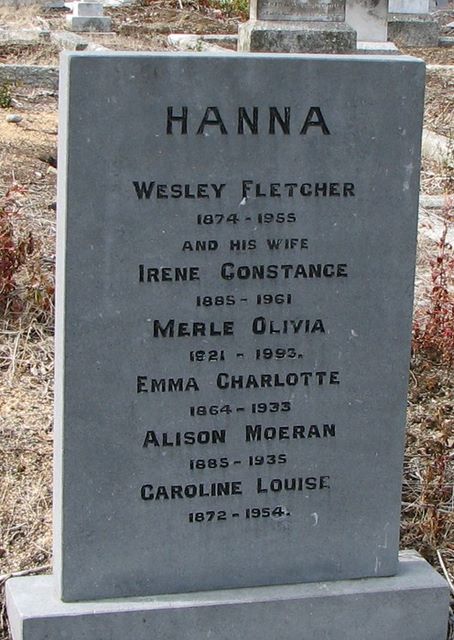 HANNA
WESLEY FLETCHER
1874 - 1955
AND HIS WIFE
IRENE CONSTANCE
1885 - 1961
MERLE OLIVIA
1921 - 1993.
EMMA CHARLOTTE
1864 - 1933
ALISON MOERAN
1885 - 1935
CAROLINE LOUISE
1872 - 1954.